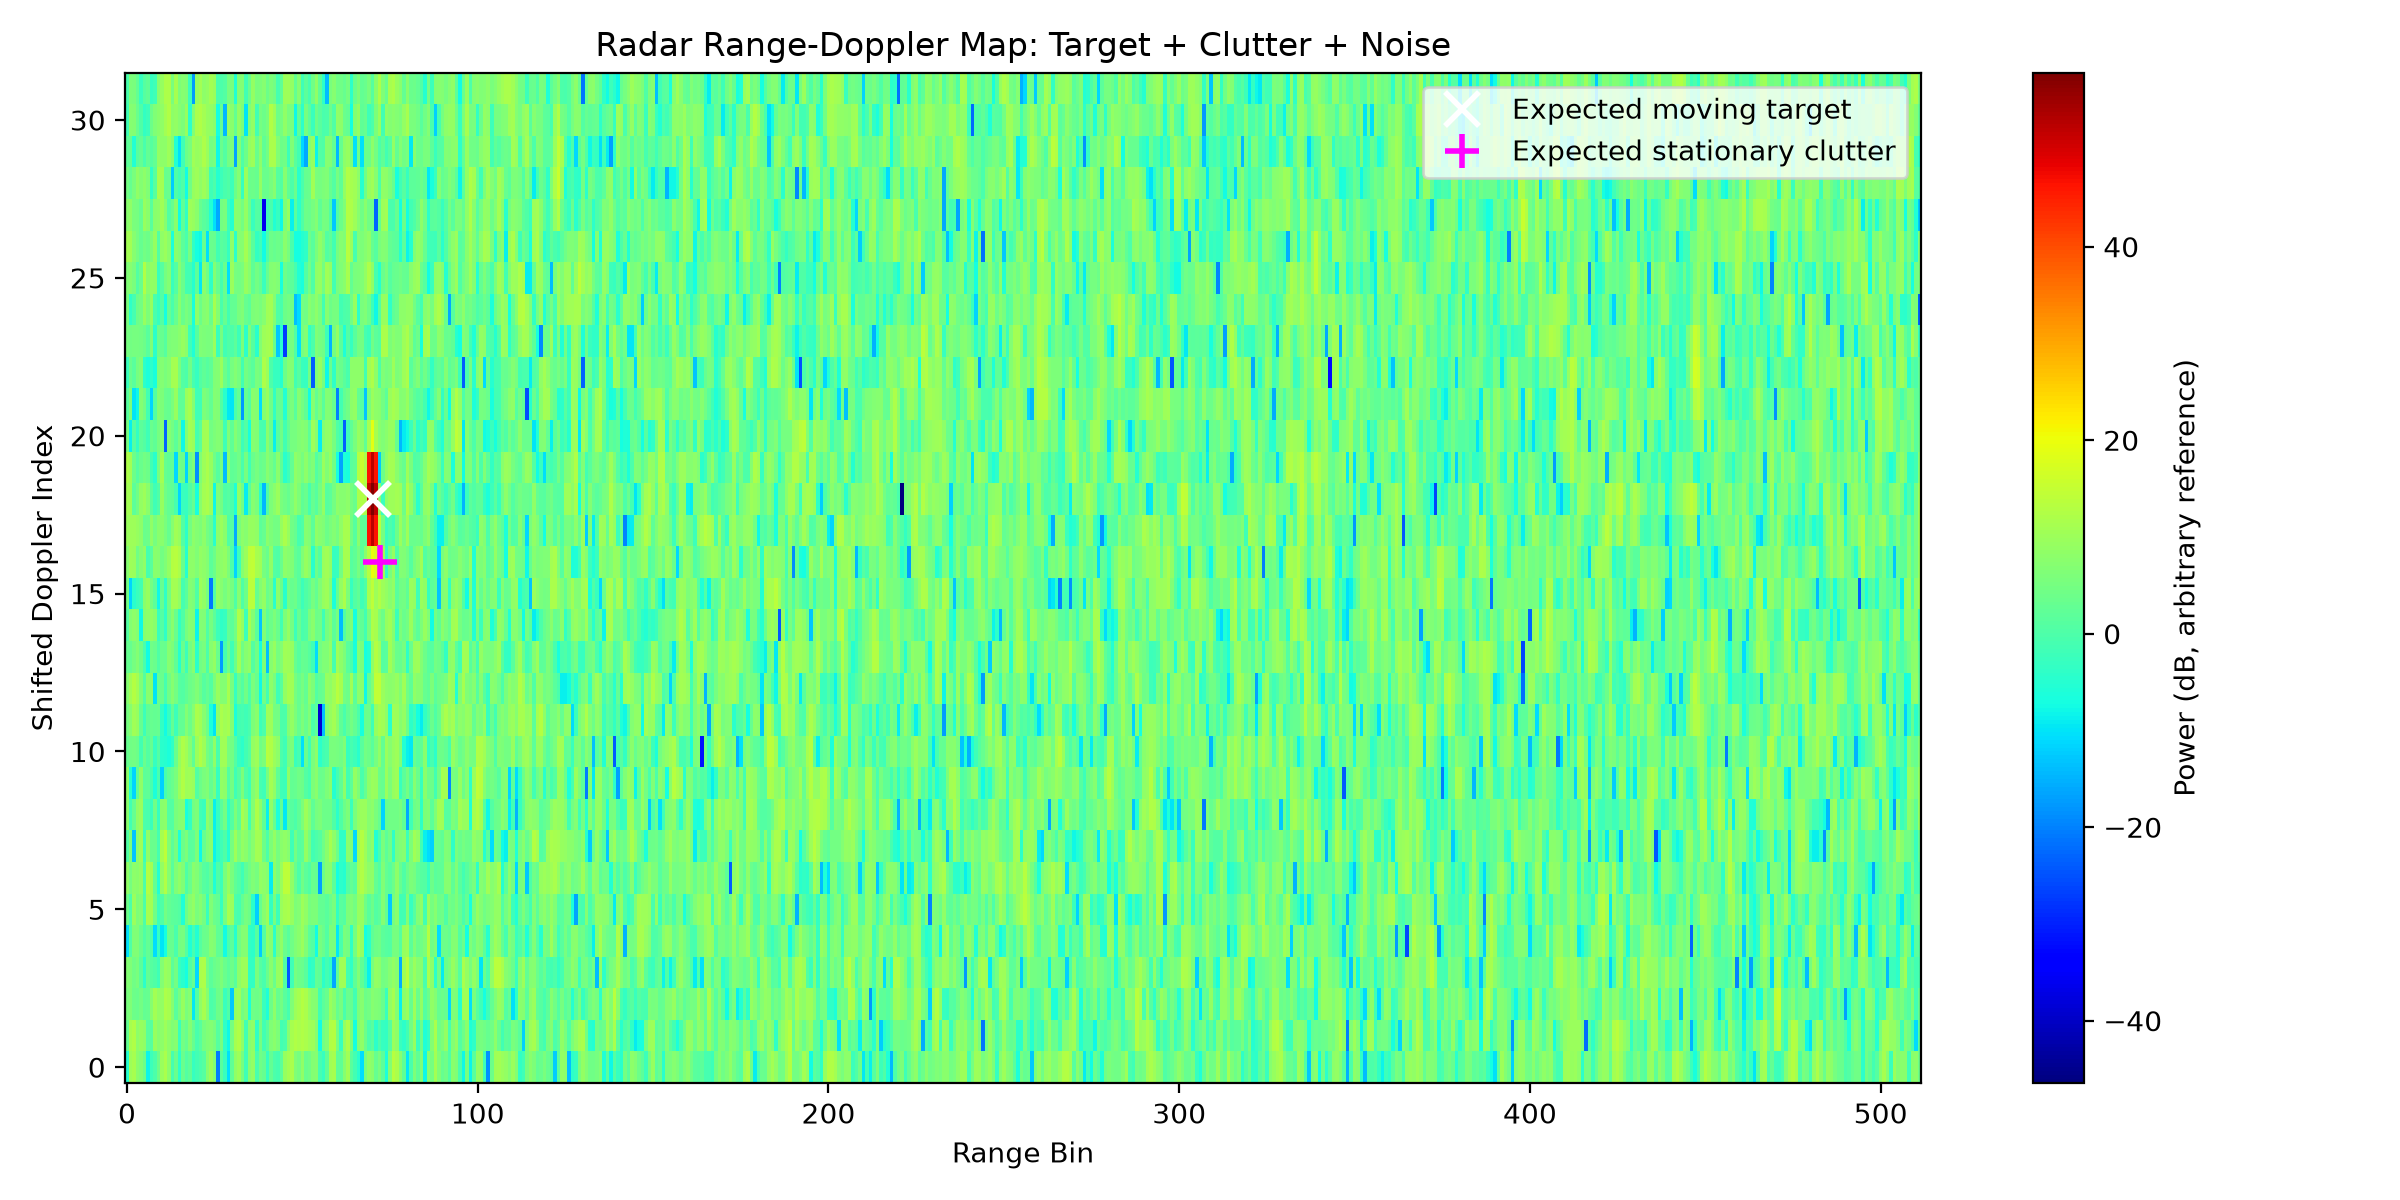 Radar Range-Doppler Map: Target + Clutter + Noise
Expected moving target
Expected stationary clutter
30
25
20
15
10
5
0
Shifted Doppler Index
0 100 200 300 400 500
Range Bin
40
20
0
−20
−40
Power (dB, arbitrary reference)